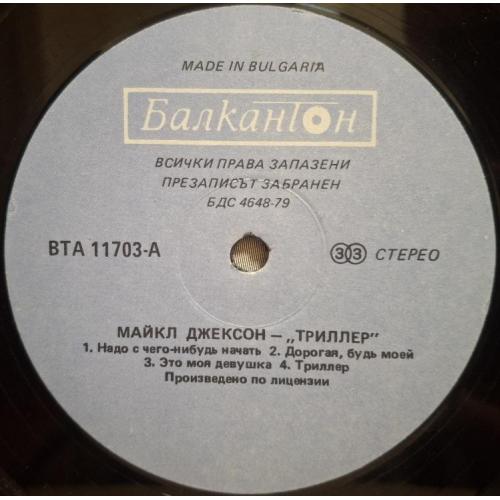 MADE IN BULGARIA
Балкантон
ВСИЧКИ ПРАВА ЗАПАЗЕНИ
ПРЕЗАПИСЪТ ЗАБРАНЕН
БДС 4648-79
ВТА 11703-А
33 СТЕРЕО
МАЙКЛ ДЖЕКСОН – „ТРИЛЛЕР"
1. Надо с чего-нибудь начать 2. Дорогая, будь моей
3. Это моя девушка 4. Триллер
Произведено по лицензии